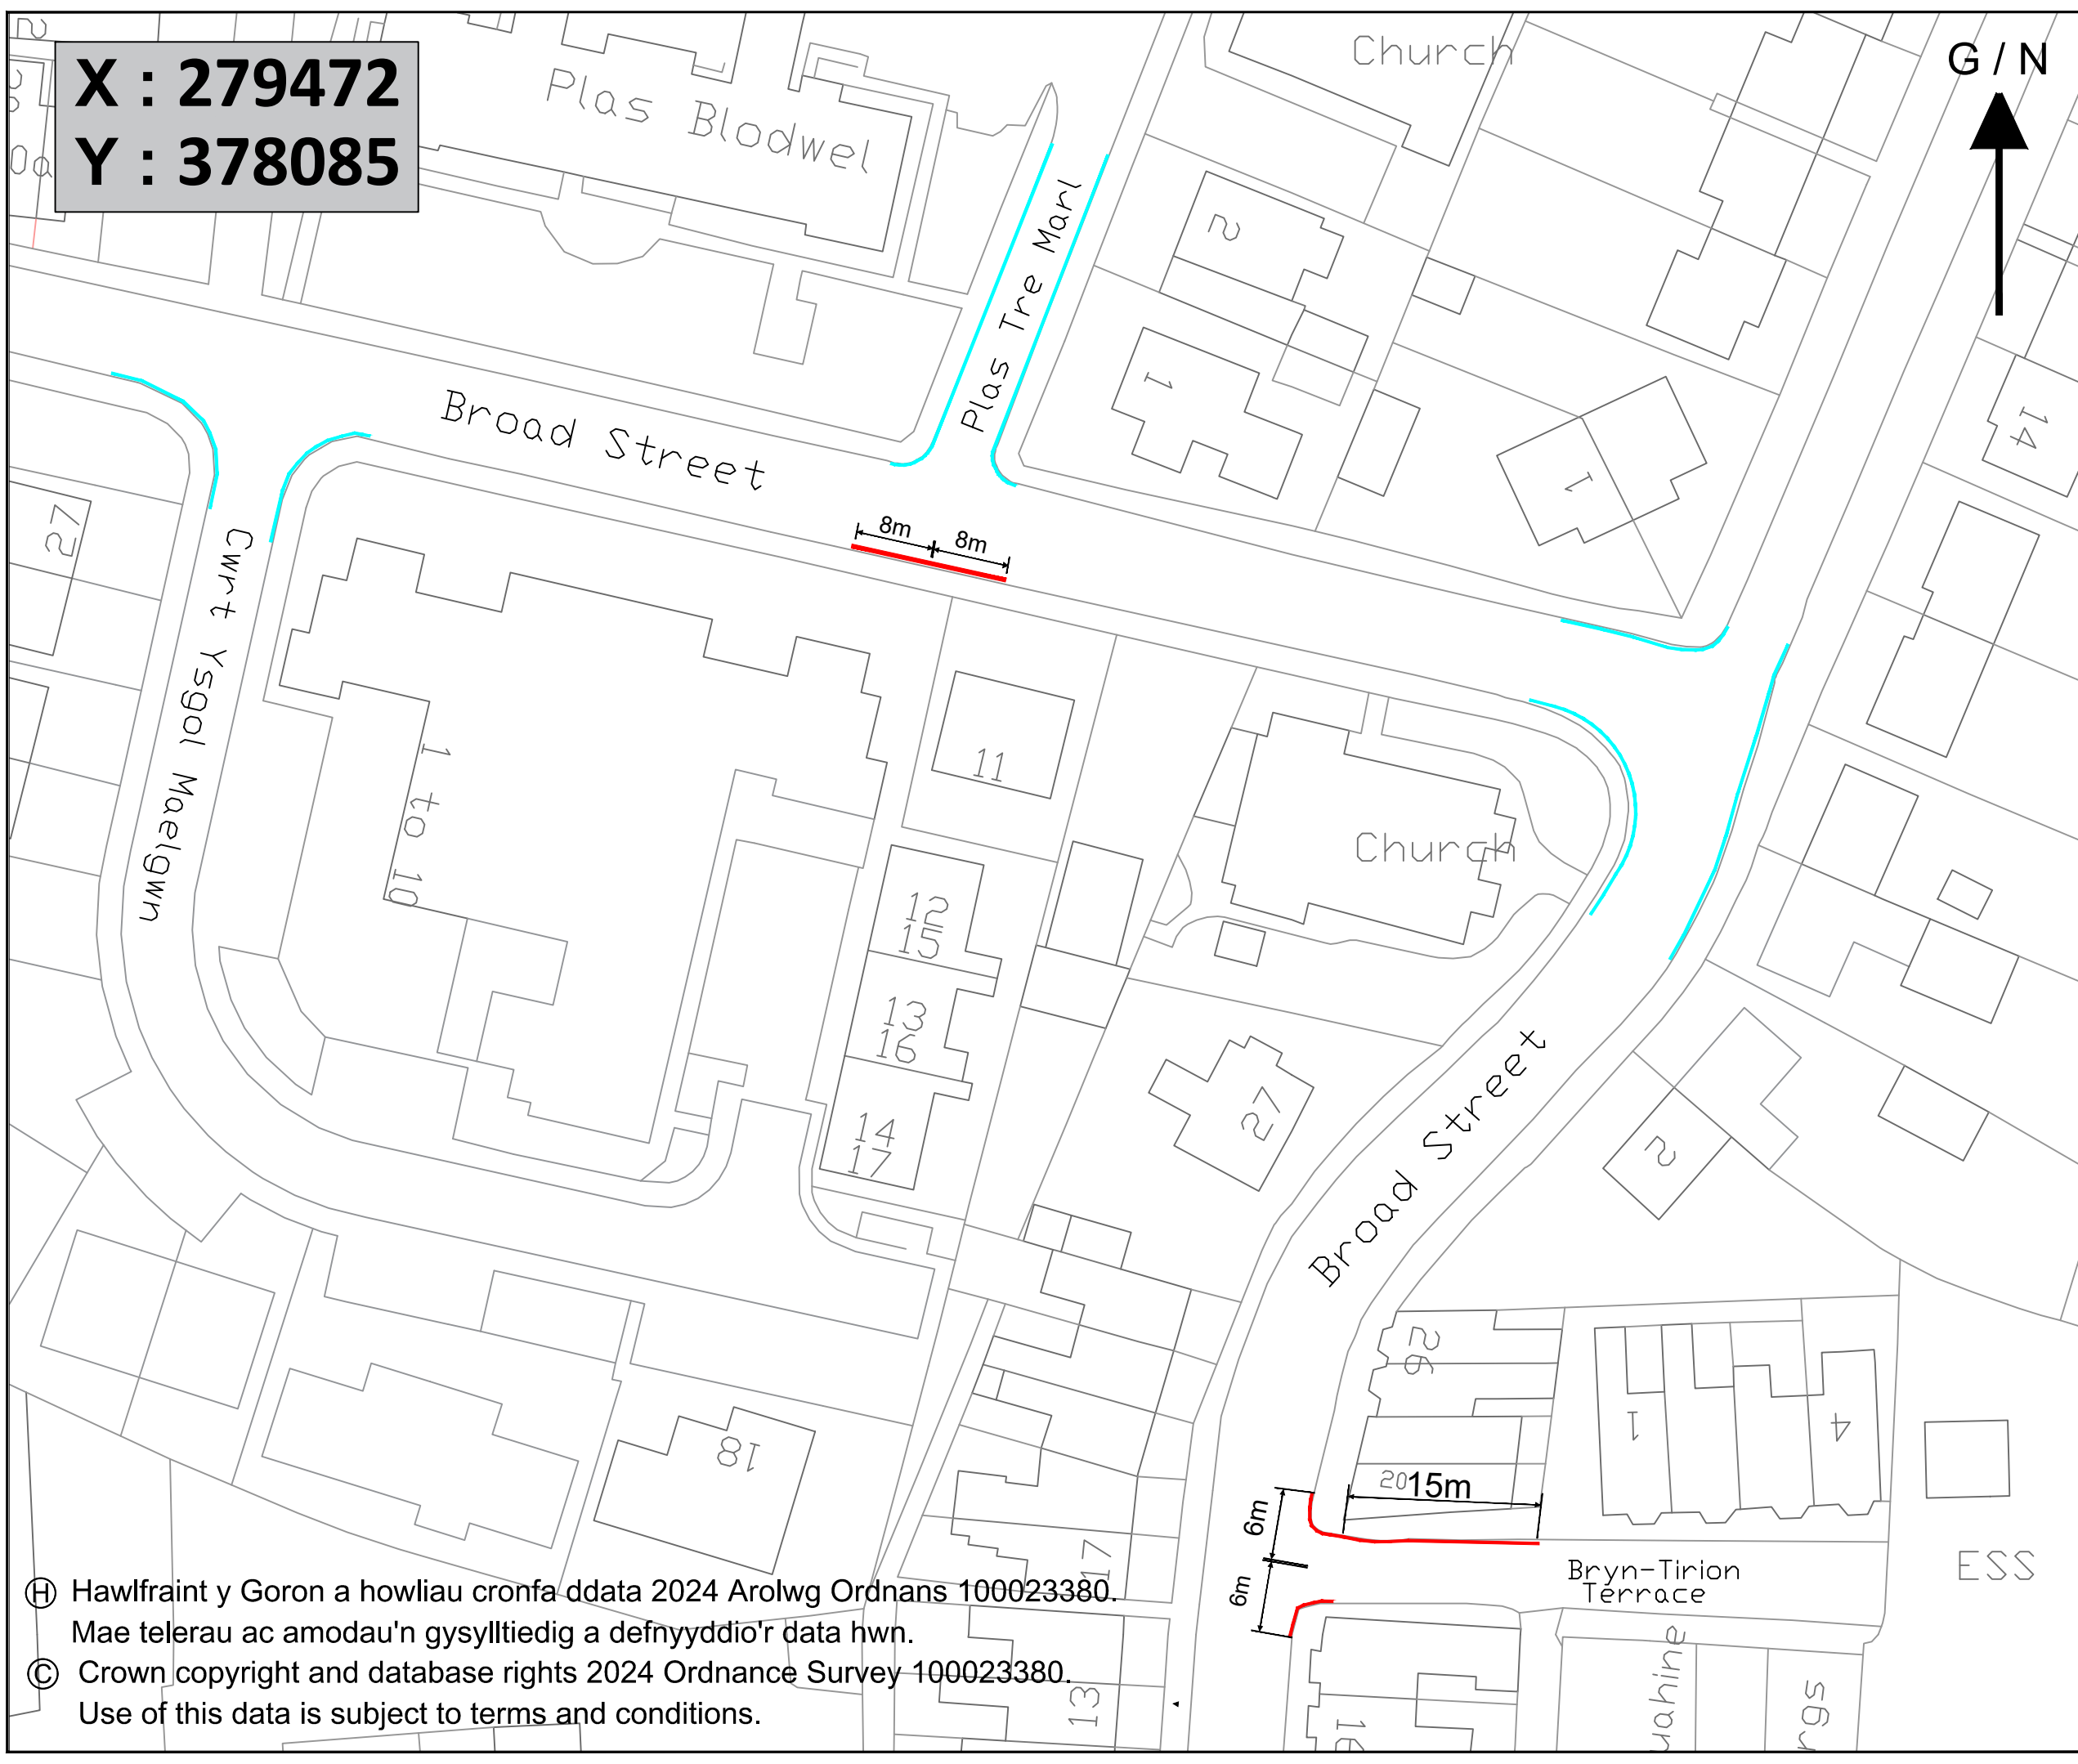 X : 279472
Y : 378085
G / N
Church
Plas Blodwel
Plas Tre Marl
2
1
1
14
Broad Street
8m
8m
27
Cwrt Ysgol Maelgwn
1 to 10
11
Church
12
15
13
16
14
17
27
2
Broad Street
26
1
4
18
20
15m
6m
6m
17
Bryn-Tirion
Terrace
ESS
13
Ⓗ Hawlfraint y Goron a howliau cronfa ddata 2024 Arolwg Ordnans 100023380.
Mae telerau ac amodau'n gysylltiedig a defnyyddio'r data hwn.
© Crown copyright and database rights 2024 Ordnance Survey 100023380.
Use of this data is subject to terms and conditions.